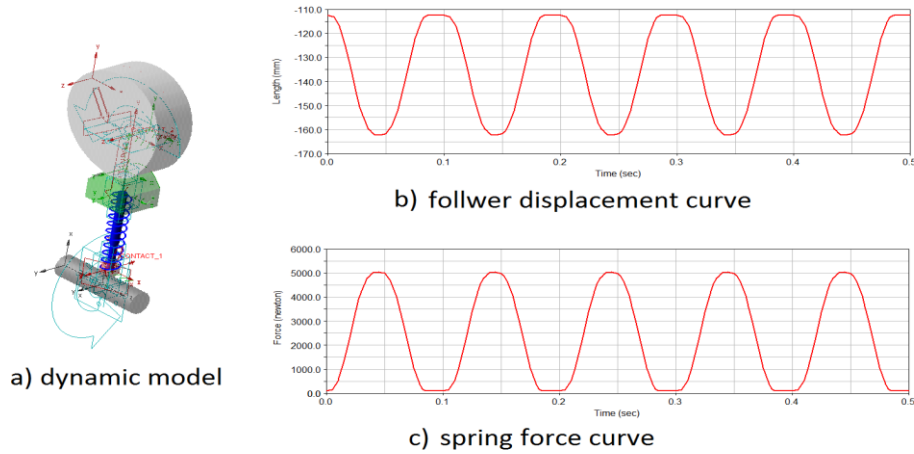 -110.0
-120.0
-130.0
-140.0
-150.0
-160.0
-170.0
Length (mm)
0.0 0.1 0.2 0.3 0.4 0.5
Time (sec)
b) follwer displacement curve
6000.0
5000.0
4000.0
3000.0
2000.0
1000.0
0.0
Force (newton)
0.0 0.1 0.2 0.3 0.4 0.5
Time (sec)
c) spring force curve
a) dynamic model